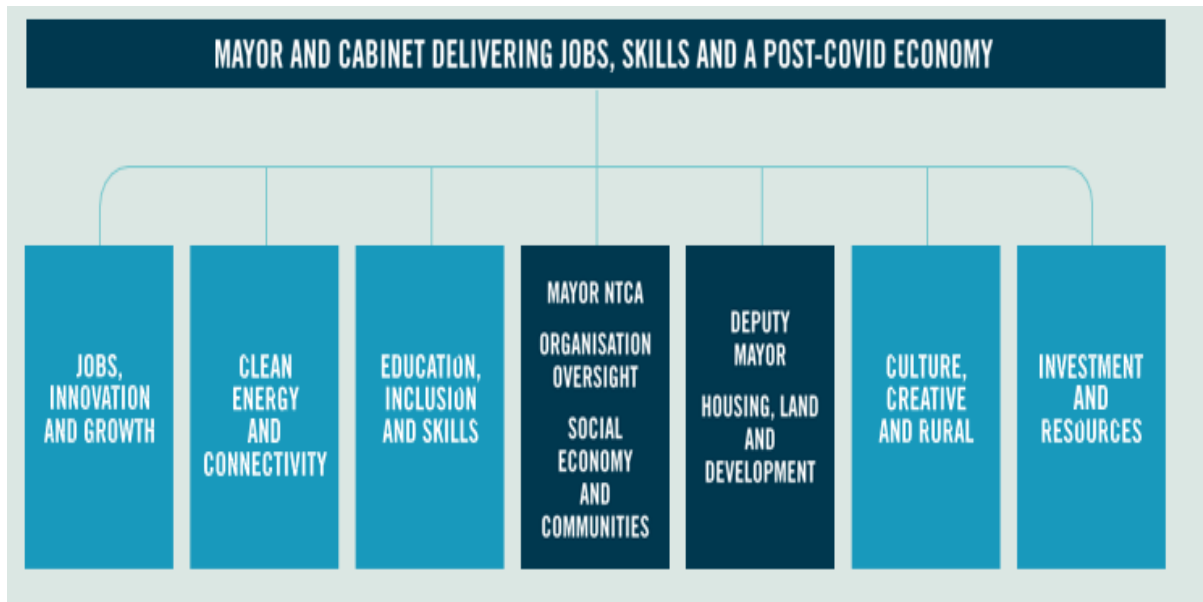 MAYOR AND CABINET DELIVERING JOBS, SKILLS AND A POST-COVID ECONOMY
JOBS,
INNOVATION
AND GROWTH
CLEAN
ENERGY
AND
CONNECTIVITY
EDUCATION,
INCLUSION
AND SKILLS
MAYOR NTCA
ORGANISATION
OVERSIGHT
SOCIAL
ECONOMY
AND
COMMUNITIES
DEPUTY
MAYOR
HOUSING, LAND
AND
DEVELOPMENT
CULTURE,
CREATIVE
AND RURAL
INVESTMENT
AND
RESOURCES